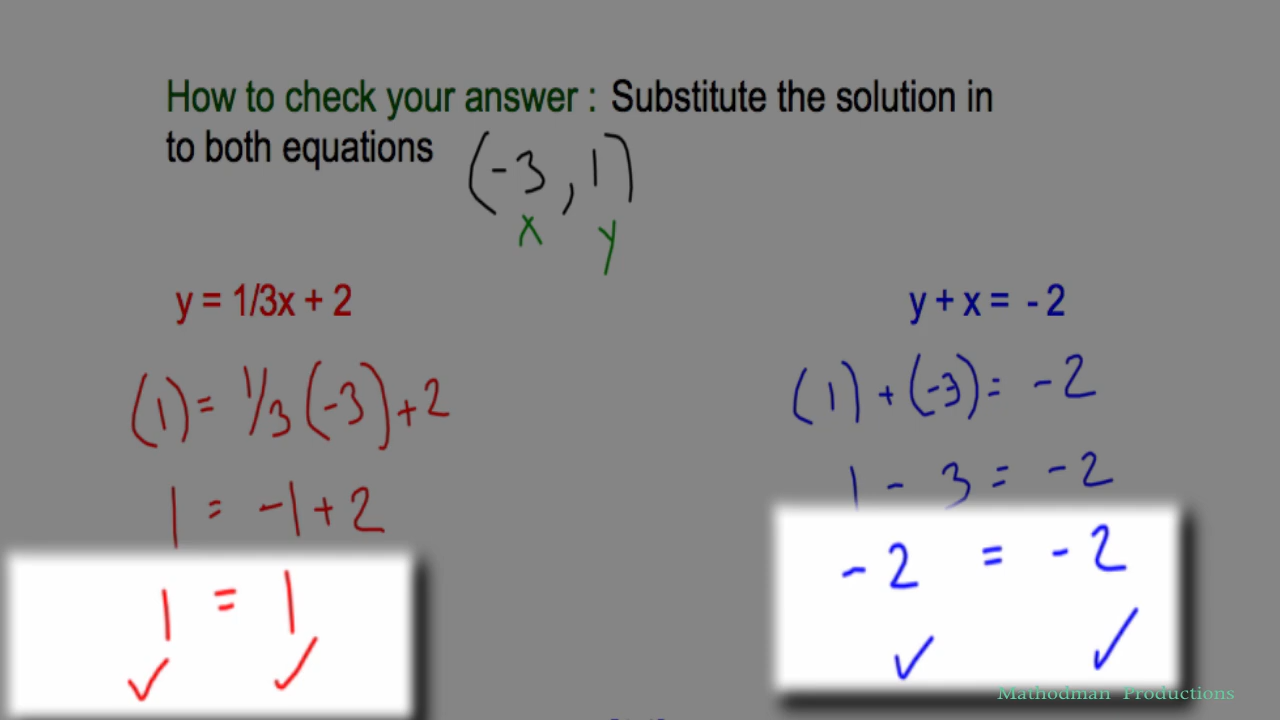 How to check your answer : Substitute the solution in
to both equations (-3, 1)
x y
y = 1/3x + 2
(1) = 1/3 (-3) + 2
1 = -1 + 2
1 = 1
✓ ✓
y + x = - 2
(1) + (-3) = -2
1 - 3 = -2
-2 = -2
✓ ✓
Mathodman Productions